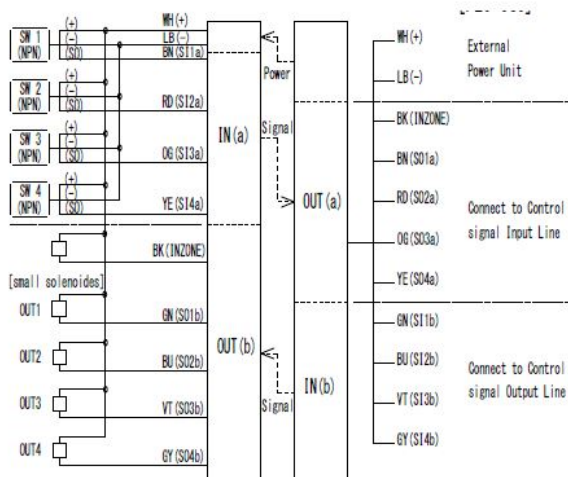 SW 1
(NPN)
(+)
(-)
(SO)
WH(+)
LB(-)
BN(SI1a)
SW 2
(NPN)
(+)
(-)
(SO)
RD(SI2a)
SW 3
(NPN)
(+)
(-)
(SO)
OG(SI3a)
SW 4
(NPN)
(+)
(-)
(SO)
YE(SI4a)
BK(INZONE)
[small solenoides]
OUT1
GN(SO1b)
OUT2
BU(SO2b)
OUT3
VT(SO3b)
OUT4
GY(SO4b)
IN(a)
OUT(b)
Power
Signal
Signal
OUT(a)
IN(b)
WH(+)
LB(-)
External
Power Unit
BK(INZONE)
BN(SO1a)
RD(SO2a)
OG(SO3a)
YE(SO4a)
Connect to Control
signal Input Line
GN(SI1b)
BU(SI2b)
VT(SI3b)
GY(SI4b)
Connect to Control
signal Output Line